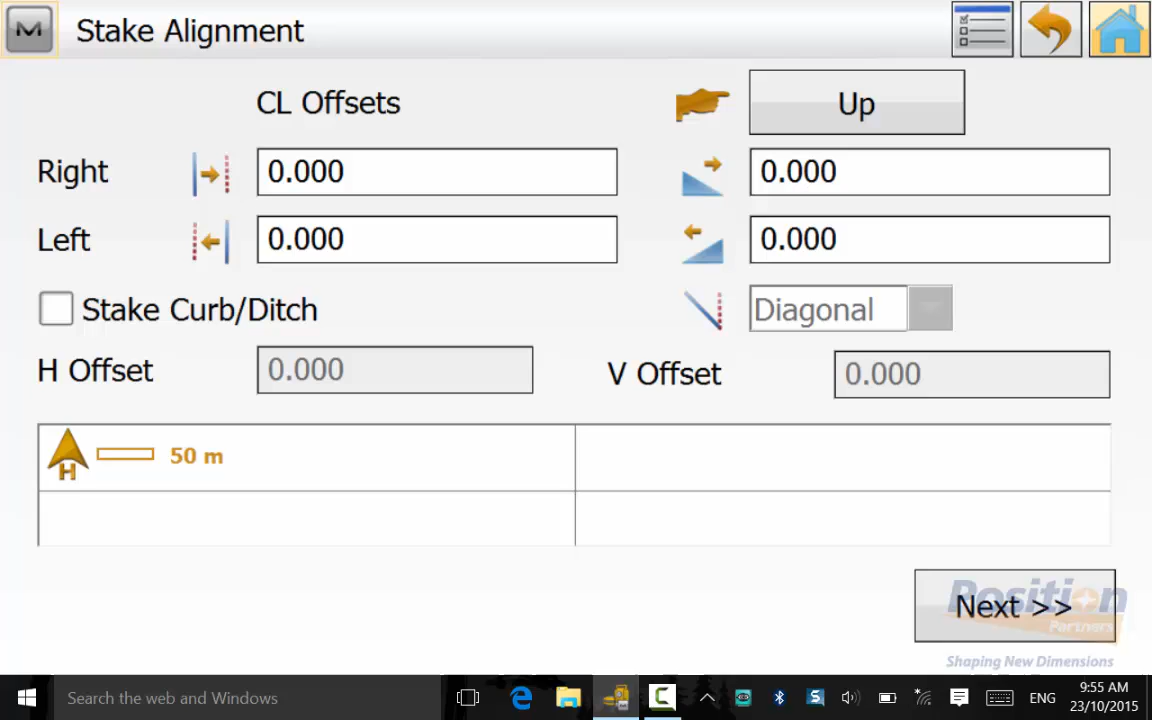 Stake Alignment
CL Offsets
Up
Right 0.000 0.000
Left 0.000 0.000
Stake Curb/Ditch Diagonal
H Offset 0.000 V Offset 0.000
H 50 m
Next >>
Position
Partners
Shaping New Dimensions
Search the web and Windows
ENG
9:55 AM
23/10/2015